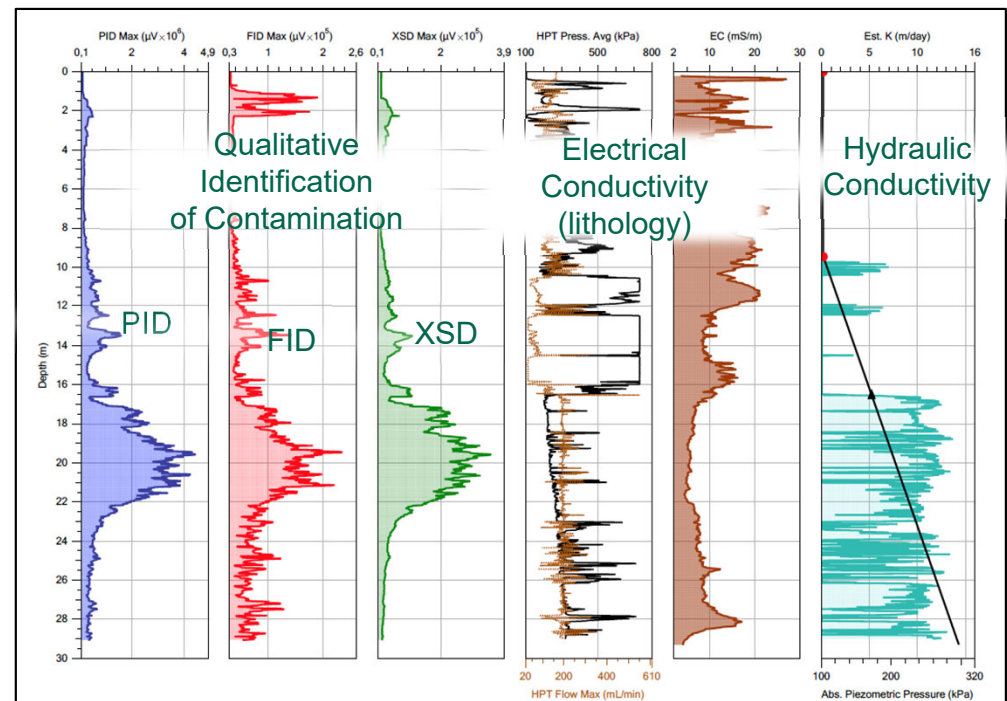 PID Max (µV×10⁶)
0,1 2 4 4,9
FID Max (µV×10⁵)
0,3 1 2 2,6
XSD Max (µV×10⁵)
0,1 2 3,9
HPT Press. Avg (kPa)
100 500 800
EC (mS/m)
2 10 20 30
Est. K (m/day)
0 5 10 16
Depth (m)
0
2
4
6
8
10
12
14
16
18
20
22
24
26
28
30
Qualitative
Identification
of Contamination
Electrical
Conductivity
(lithology)
Hydraulic
Conductivity
PID
FID
XSD
20 200 400 610
HPT Flow Max (mL/min)
100 200 320
Abs. Piezometric Pressure (kPa)